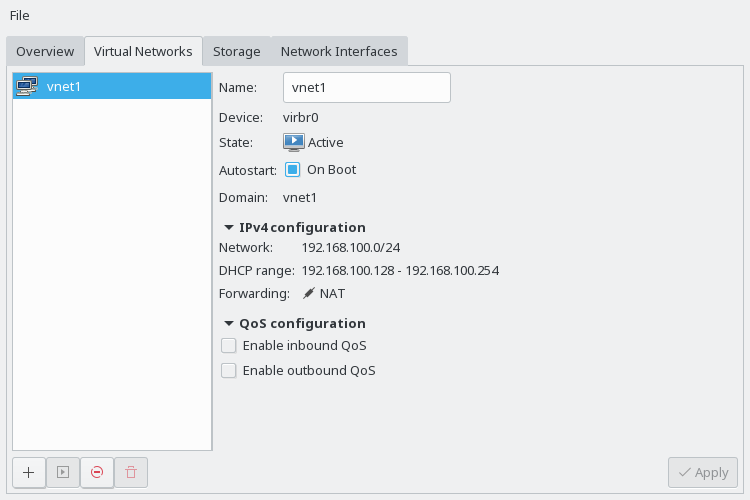 File
Overview Virtual Networks Storage Network Interfaces
vnet1
Name: vnet1
Device: virbr0
State: Active
Autostart: On Boot
Domain: vnet1
IPv4 configuration
Network: 192.168.100.0/24
DHCP range: 192.168.100.128 - 192.168.100.254
Forwarding: NAT
QoS configuration
Enable inbound QoS
Enable outbound QoS
Apply